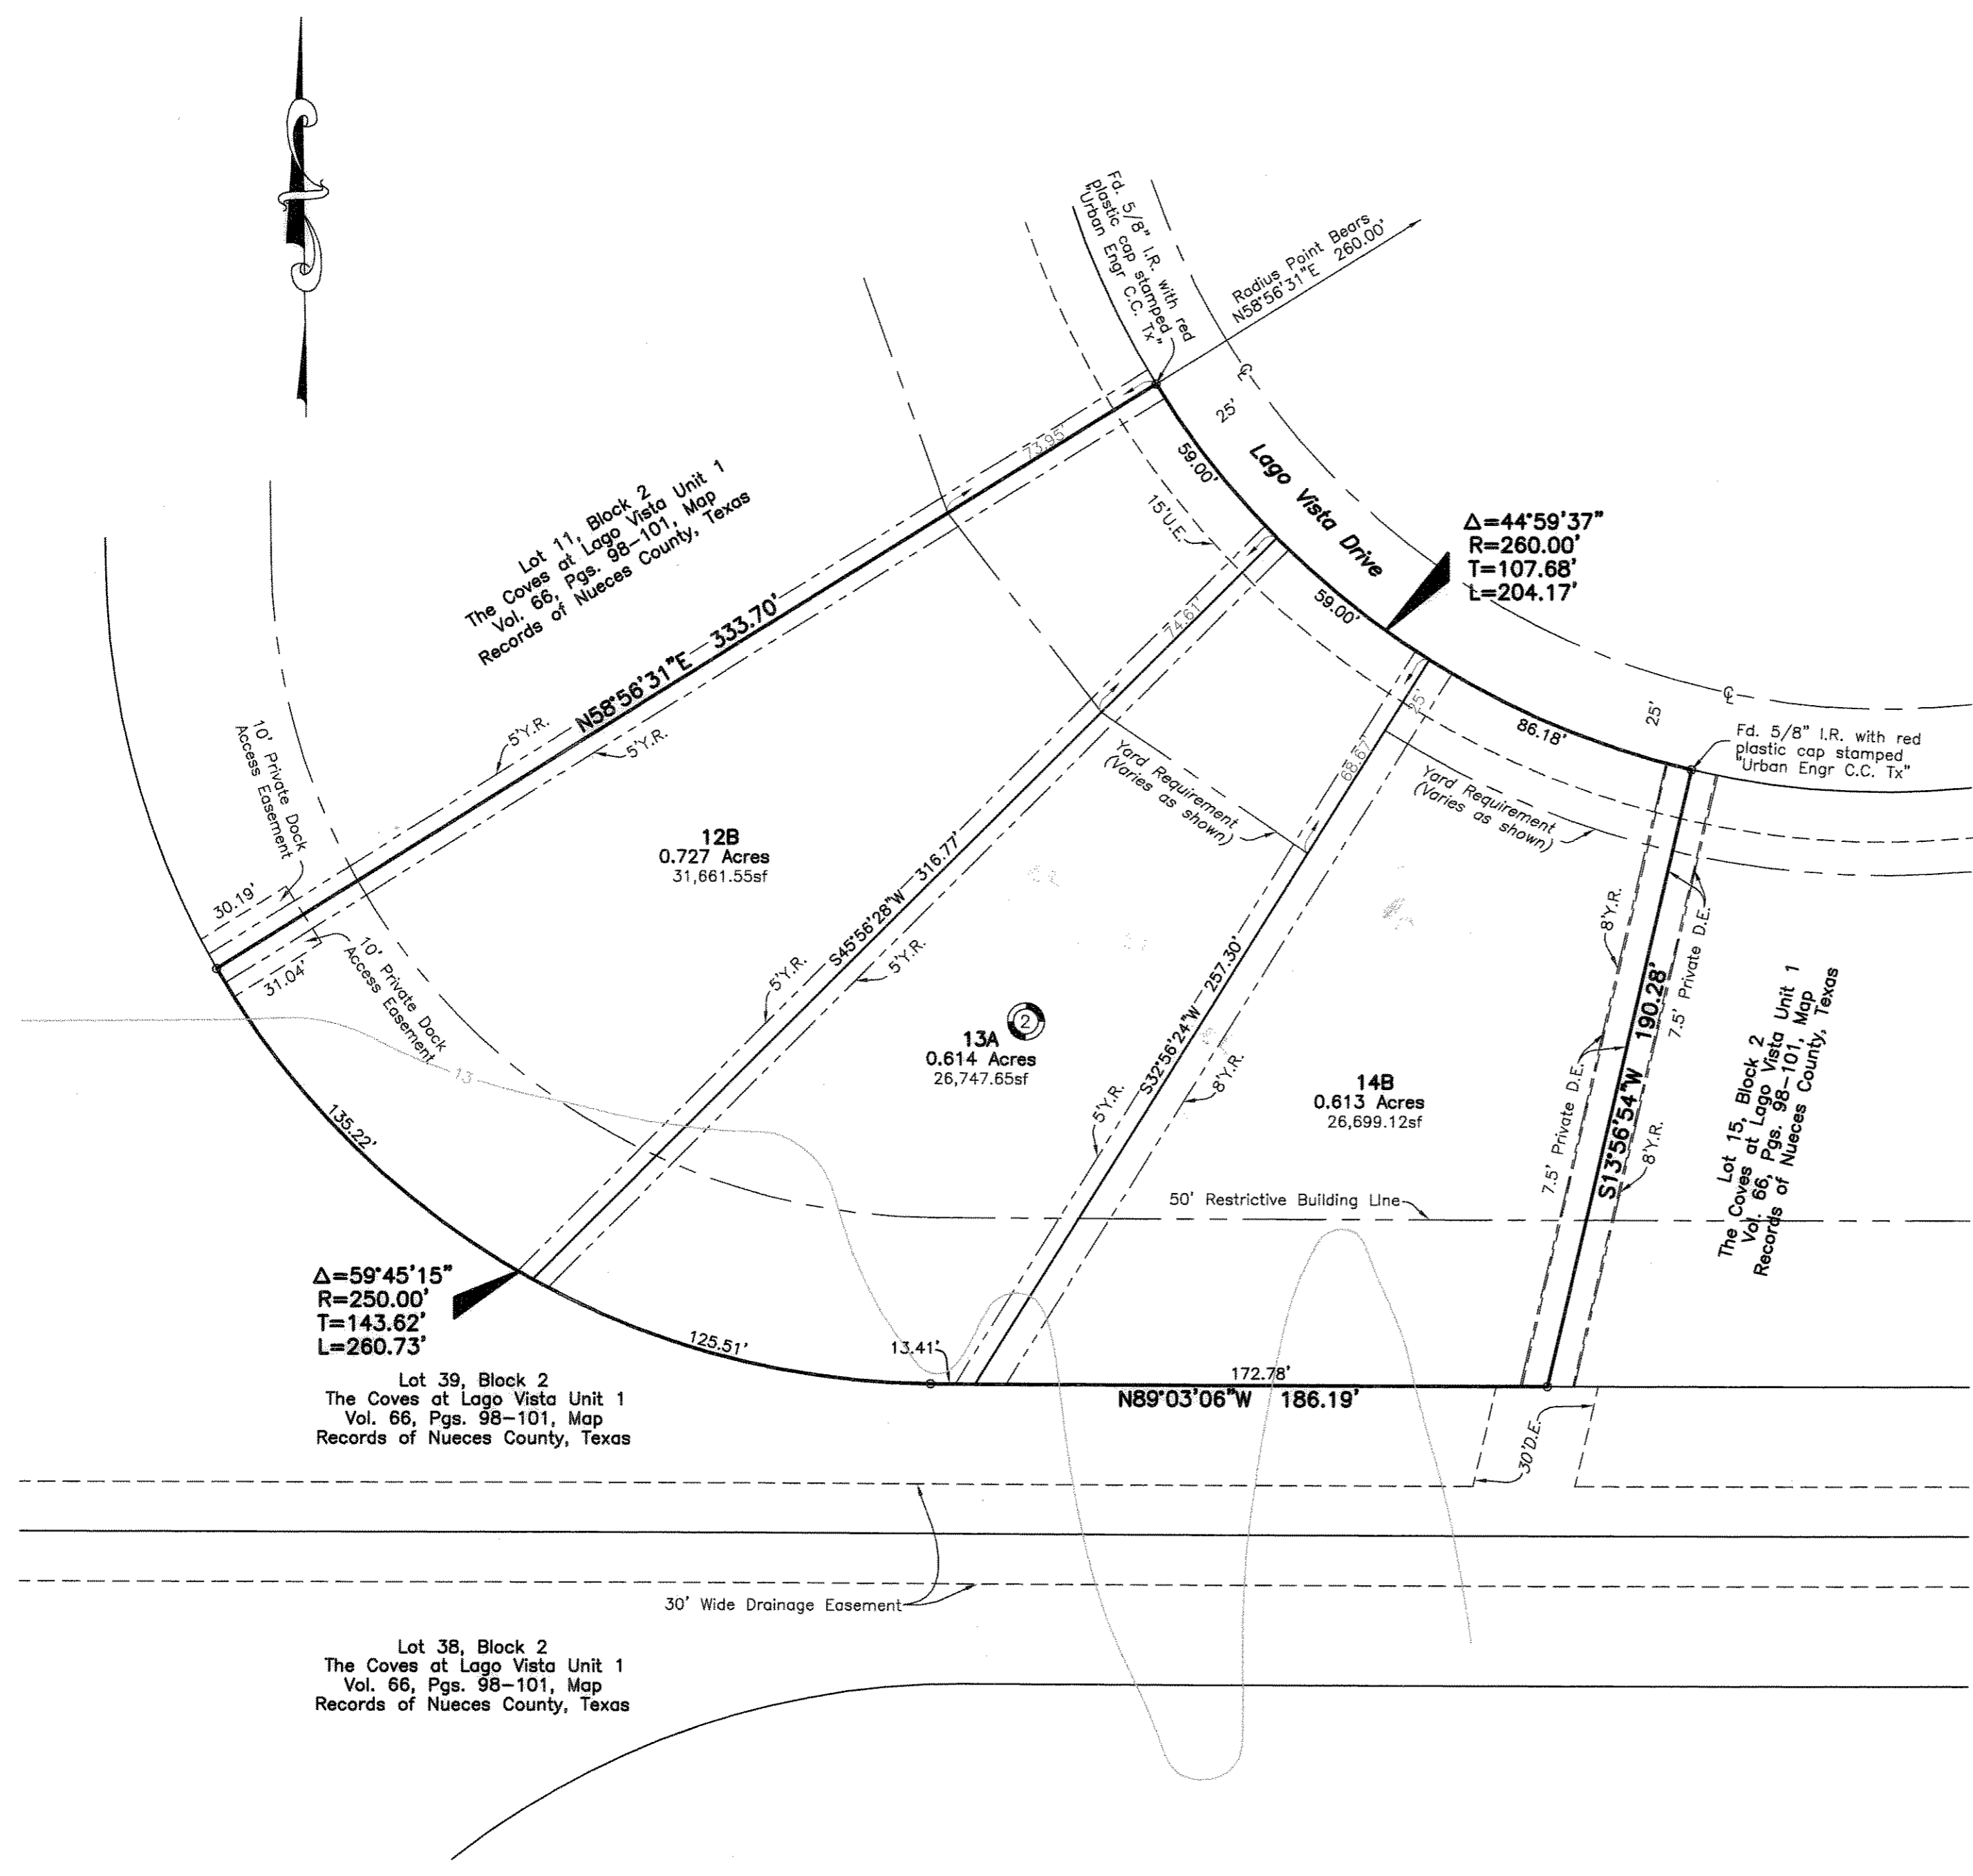 Fd. 5/8" I.R. with red
plastic cap stamped
"Urban Engr C.C. Tx"
Radius Point Bears
N58°56'31"E 260.00'
℄
25'
Lago Vista Drive
59.00'
15'U.E.
73.95'
Δ=44°59'37"
R=260.00'
T=107.68'
L=204.17'
Lot 11, Block 2
The Coves at Lago Vista Unit 1
Vol. 66, Pgs. 98-101, Map
Records of Nueces County, Texas
N58°56'31"E 333.70'
5'Y.R.
5'Y.R.
74.61'
59.00'
25'
68.67'
86.18'
25'
℄
Fd. 5/8" I.R. with red
plastic cap stamped
"Urban Engr C.C. Tx"
Yard Requirement
(Varies as shown)
Yard Requirement
(Varies as shown)
10' Private Dock
Access Easement
30.19'
31.04'
10' Private Dock
Access Easement
12B
0.727 Acres
31,661.55sf
S45°56'28"W 316.77'
5'Y.R.
5'Y.R.
13
2
13A
0.614 Acres
26,747.65sf
S32°56'24"W 257.30'
5'Y.R.
8'Y.R.
14B
0.613 Acres
26,699.12sf
8'Y.R.
7.5' Private D.E.
S13°56'54"W 190.28'
7.5' Private D.E.
8'Y.R.
Lot 15, Block 2
The Coves at Lago Vista Unit 1
Vol. 66, Pgs. 98-101, Map
Records of Nueces County, Texas
135.22'
50' Restrictive Building Line
Δ=59°45'15"
R=250.00'
T=143.62'
L=260.73'
125.51'
13.41'
172.78'
N89°03'06"W 186.19'
Lot 39, Block 2
The Coves at Lago Vista Unit 1
Vol. 66, Pgs. 98-101, Map
Records of Nueces County, Texas
30'D.E.
30' Wide Drainage Easement
Lot 38, Block 2
The Coves at Lago Vista Unit 1
Vol. 66, Pgs. 98-101, Map
Records of Nueces County, Texas